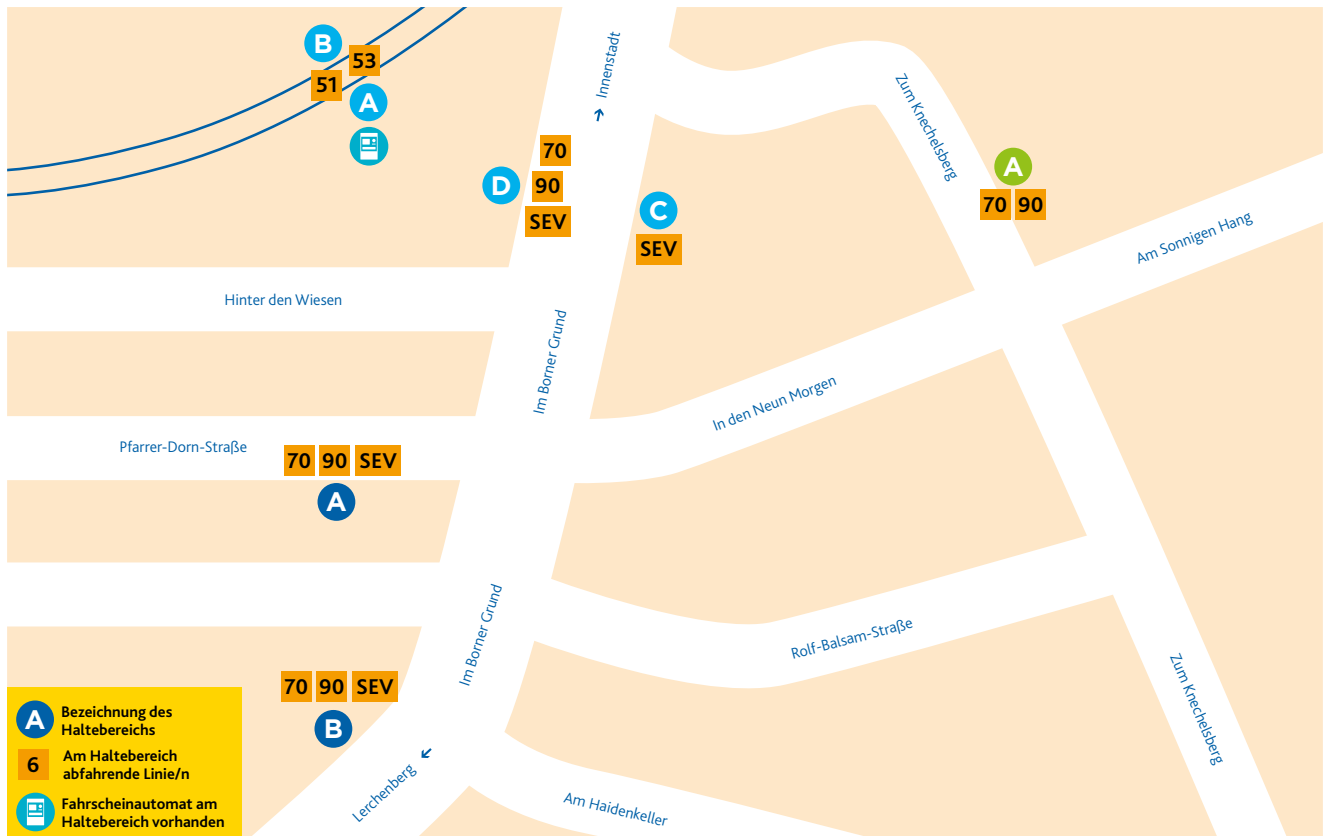 B
53
51
A
Innenstadt
Zum Knechelsberg
70
D
90
SEV
C
SEV
A
70 90
Am Sonnigen Hang
Hinter den Wiesen
Im Borner Grund
In den Neun Morgen
Pfarrer-Dorn-Straße
70 90 SEV
A
Im Borner Grund
Rolf-Balsam-Straße
Zum Knechelsberg
70 90 SEV
B
Lerchenberg
Am Haidenkeller
A
Bezeichnung des
Haltebereichs
6
Am Haltebereich
abfahrende Linie/n
Fahrscheinautomat am
Haltebereich vorhanden